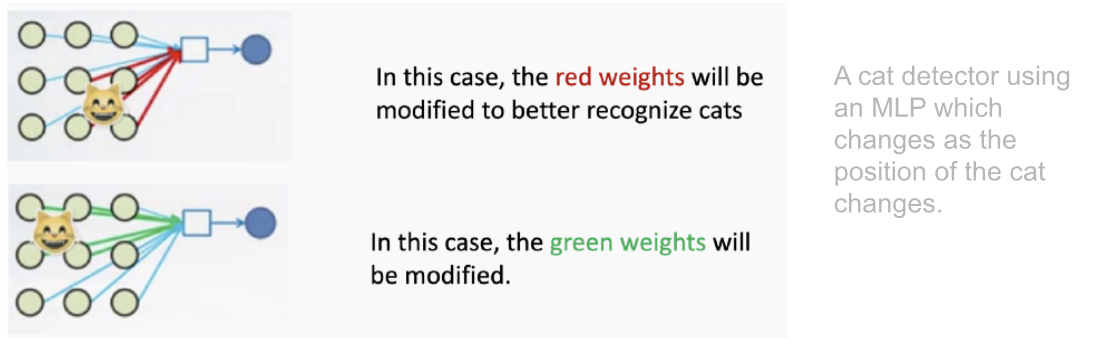 In this case, the red weights will be
modified to better recognize cats
In this case, the green weights will
be modified.
A cat detector using
an MLP which
changes as the
position of the cat
changes.